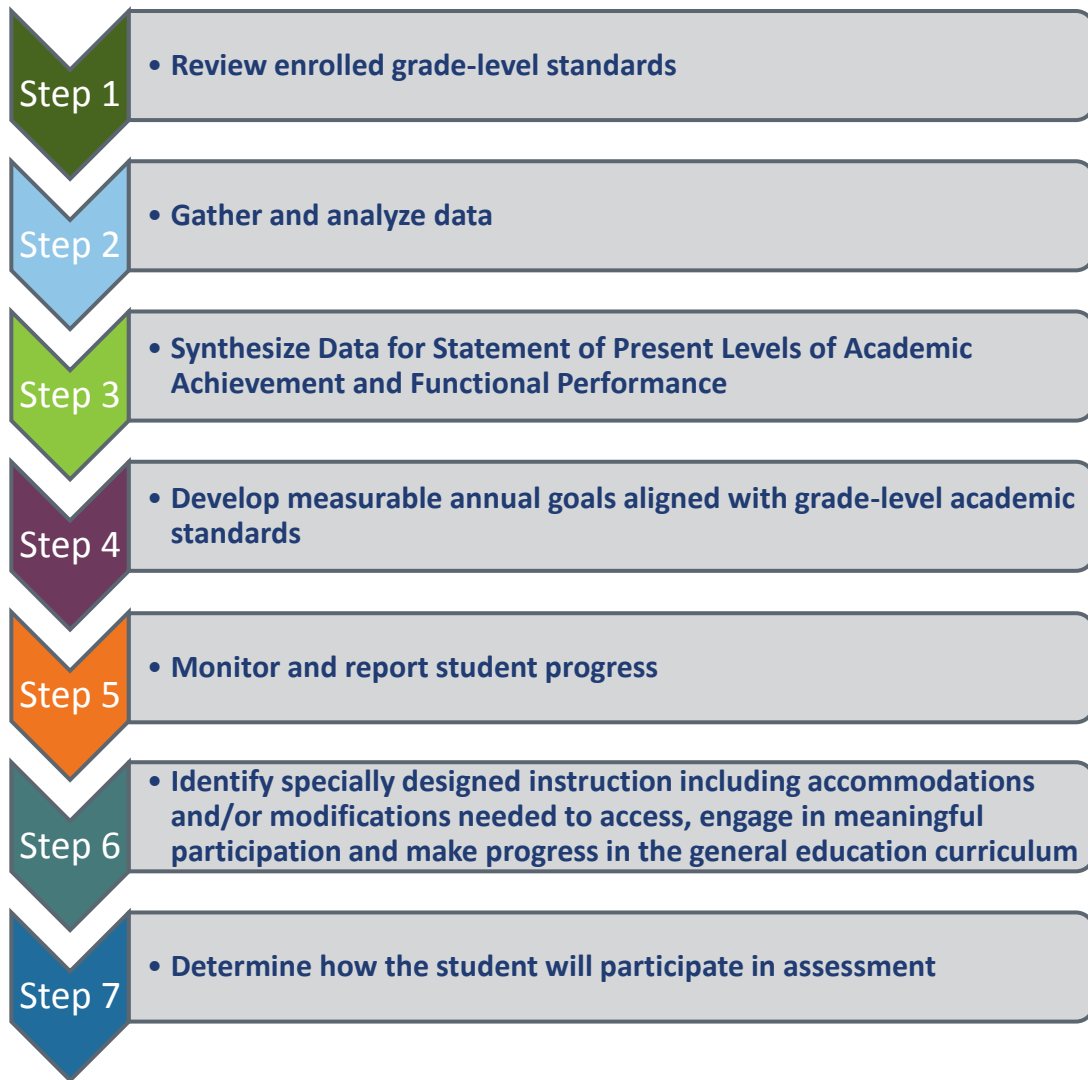 Step 1
• Review enrolled grade-level standards
Step 2
• Gather and analyze data
Step 3
• Synthesize Data for Statement of Present Levels of Academic
Achievement and Functional Performance
Step 4
• Develop measurable annual goals aligned with grade-level academic
standards
Step 5
• Monitor and report student progress
Step 6
• Identify specially designed instruction including accommodations
and/or modifications needed to access, engage in meaningful
participation and make progress in the general education curriculum
Step 7
• Determine how the student will participate in assessment